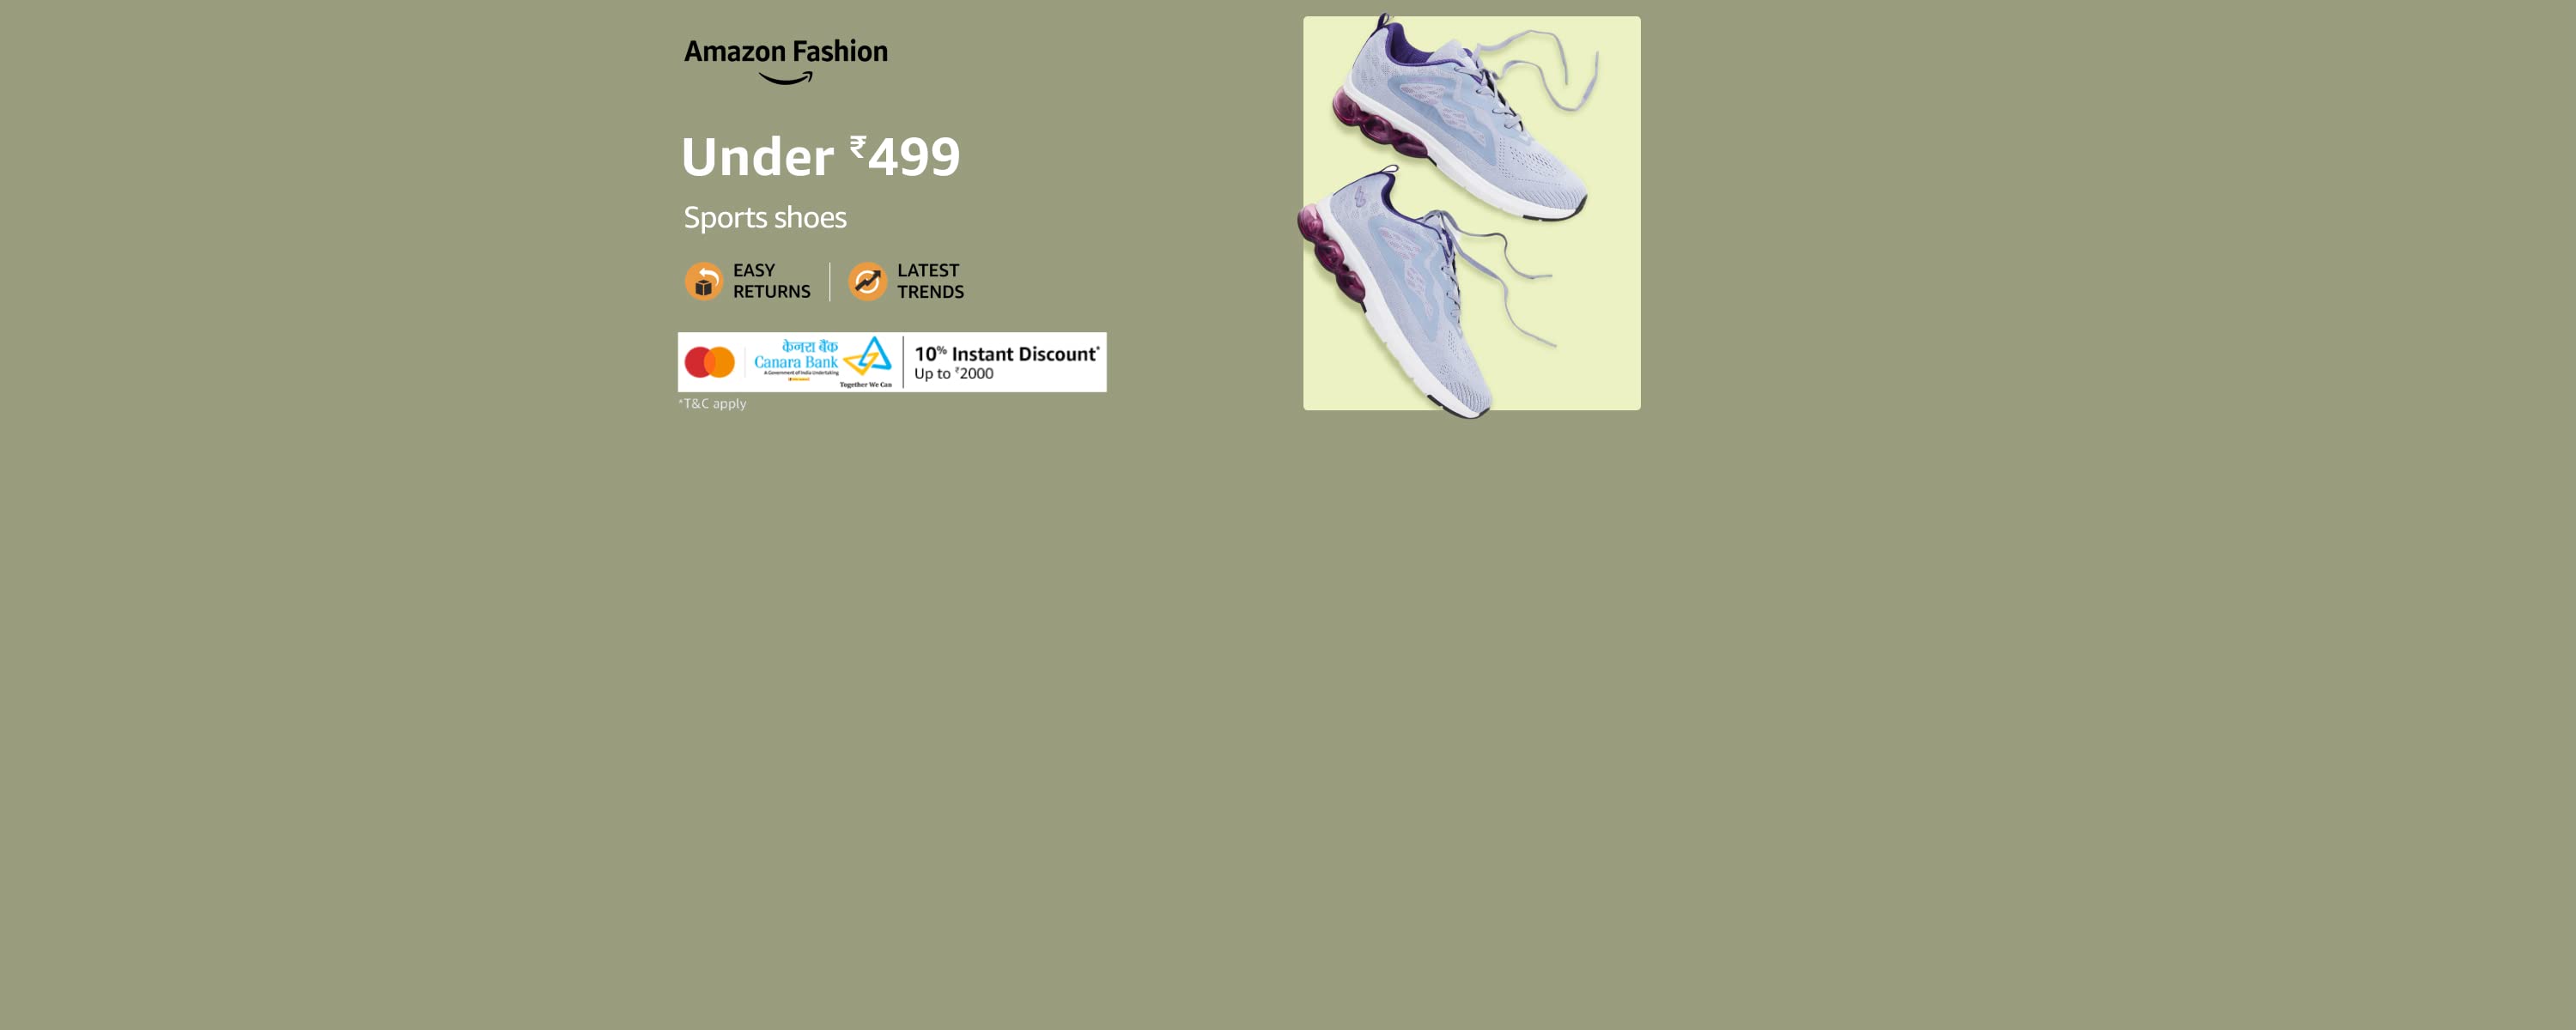 Amazon Fashion
Under ₹499
Sports shoes
EASY
RETURNS
LATEST
TRENDS
केनरा बैंक
Canara Bank
A Government of India Undertaking
Together We Can
10% Instant Discount*
Up to ₹2000
*T&C apply